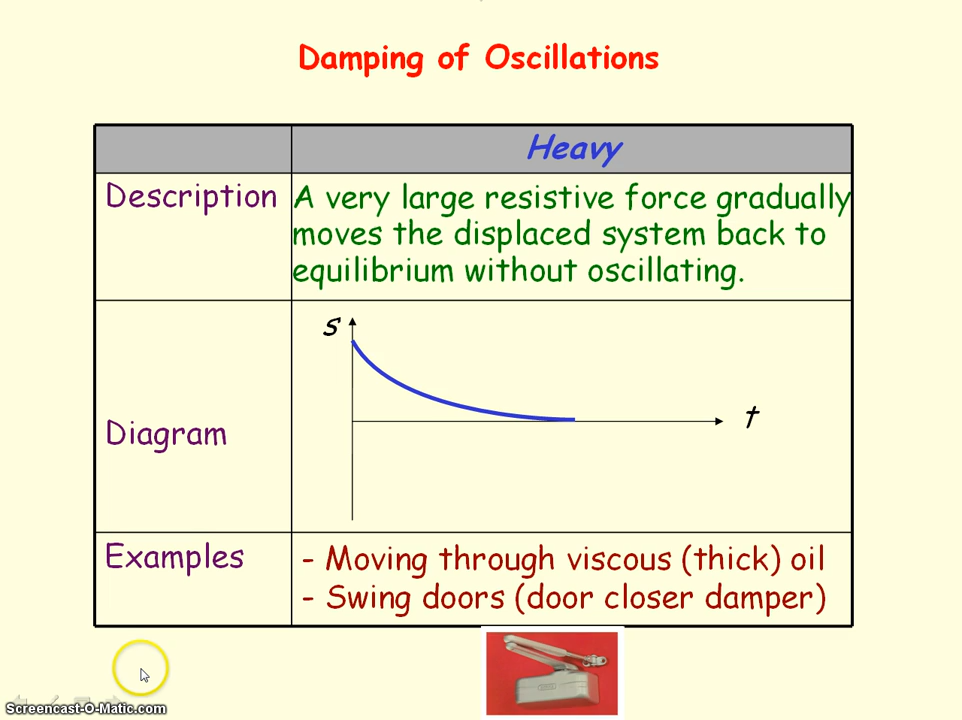 Damping of Oscillations
Heavy
Description
A very large resistive force gradually
moves the displaced system back to
equilibrium without oscillating.
s
t
Diagram
Examples
- Moving through viscous (thick) oil
- Swing doors (door closer damper)
Screencast-O-Matic.com